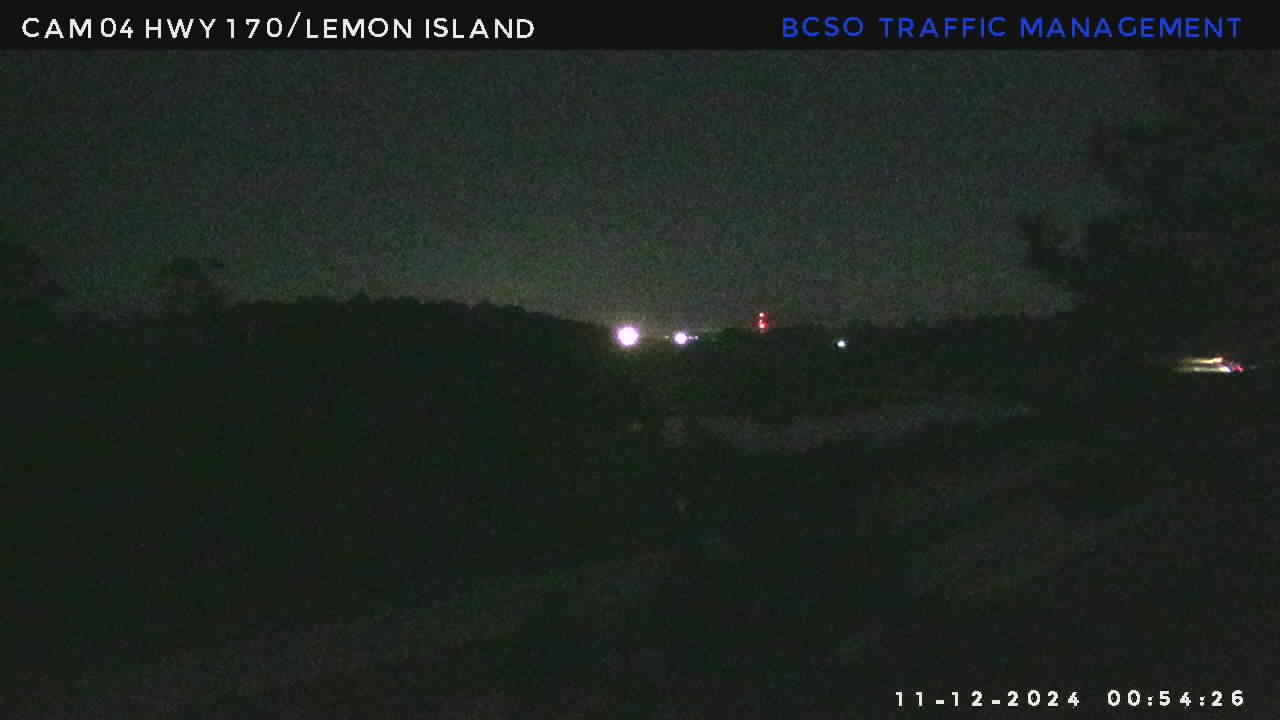 CAM 04 HWY 170/LEMON ISLAND
BCSO TRAFFIC MANAGEMENT
11-12-2024 00:54:26